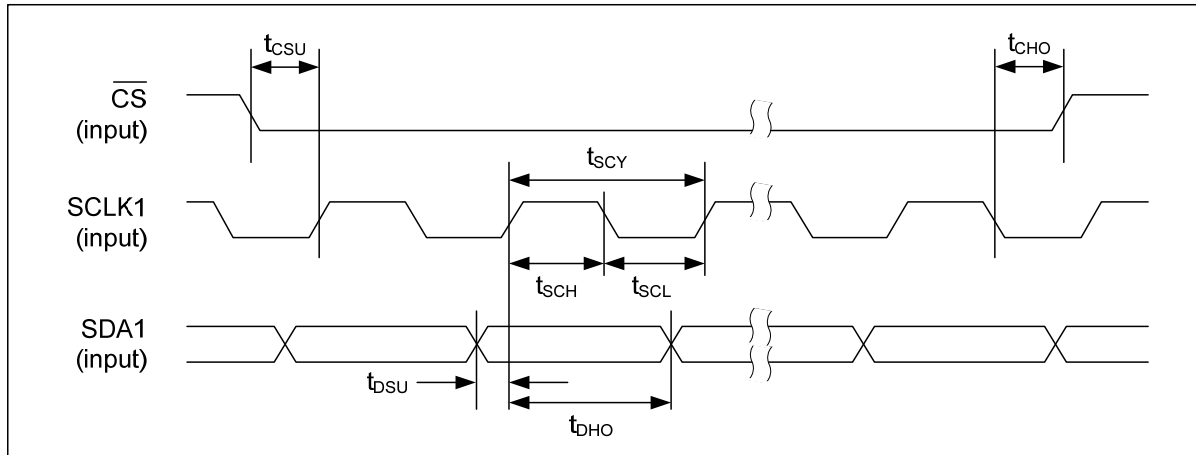 tCSU
tCHO
CS
(input)
tSCY
SCLK1
(input)
tSCH
tSCL
SDA1
(input)
tDSU
tDHO